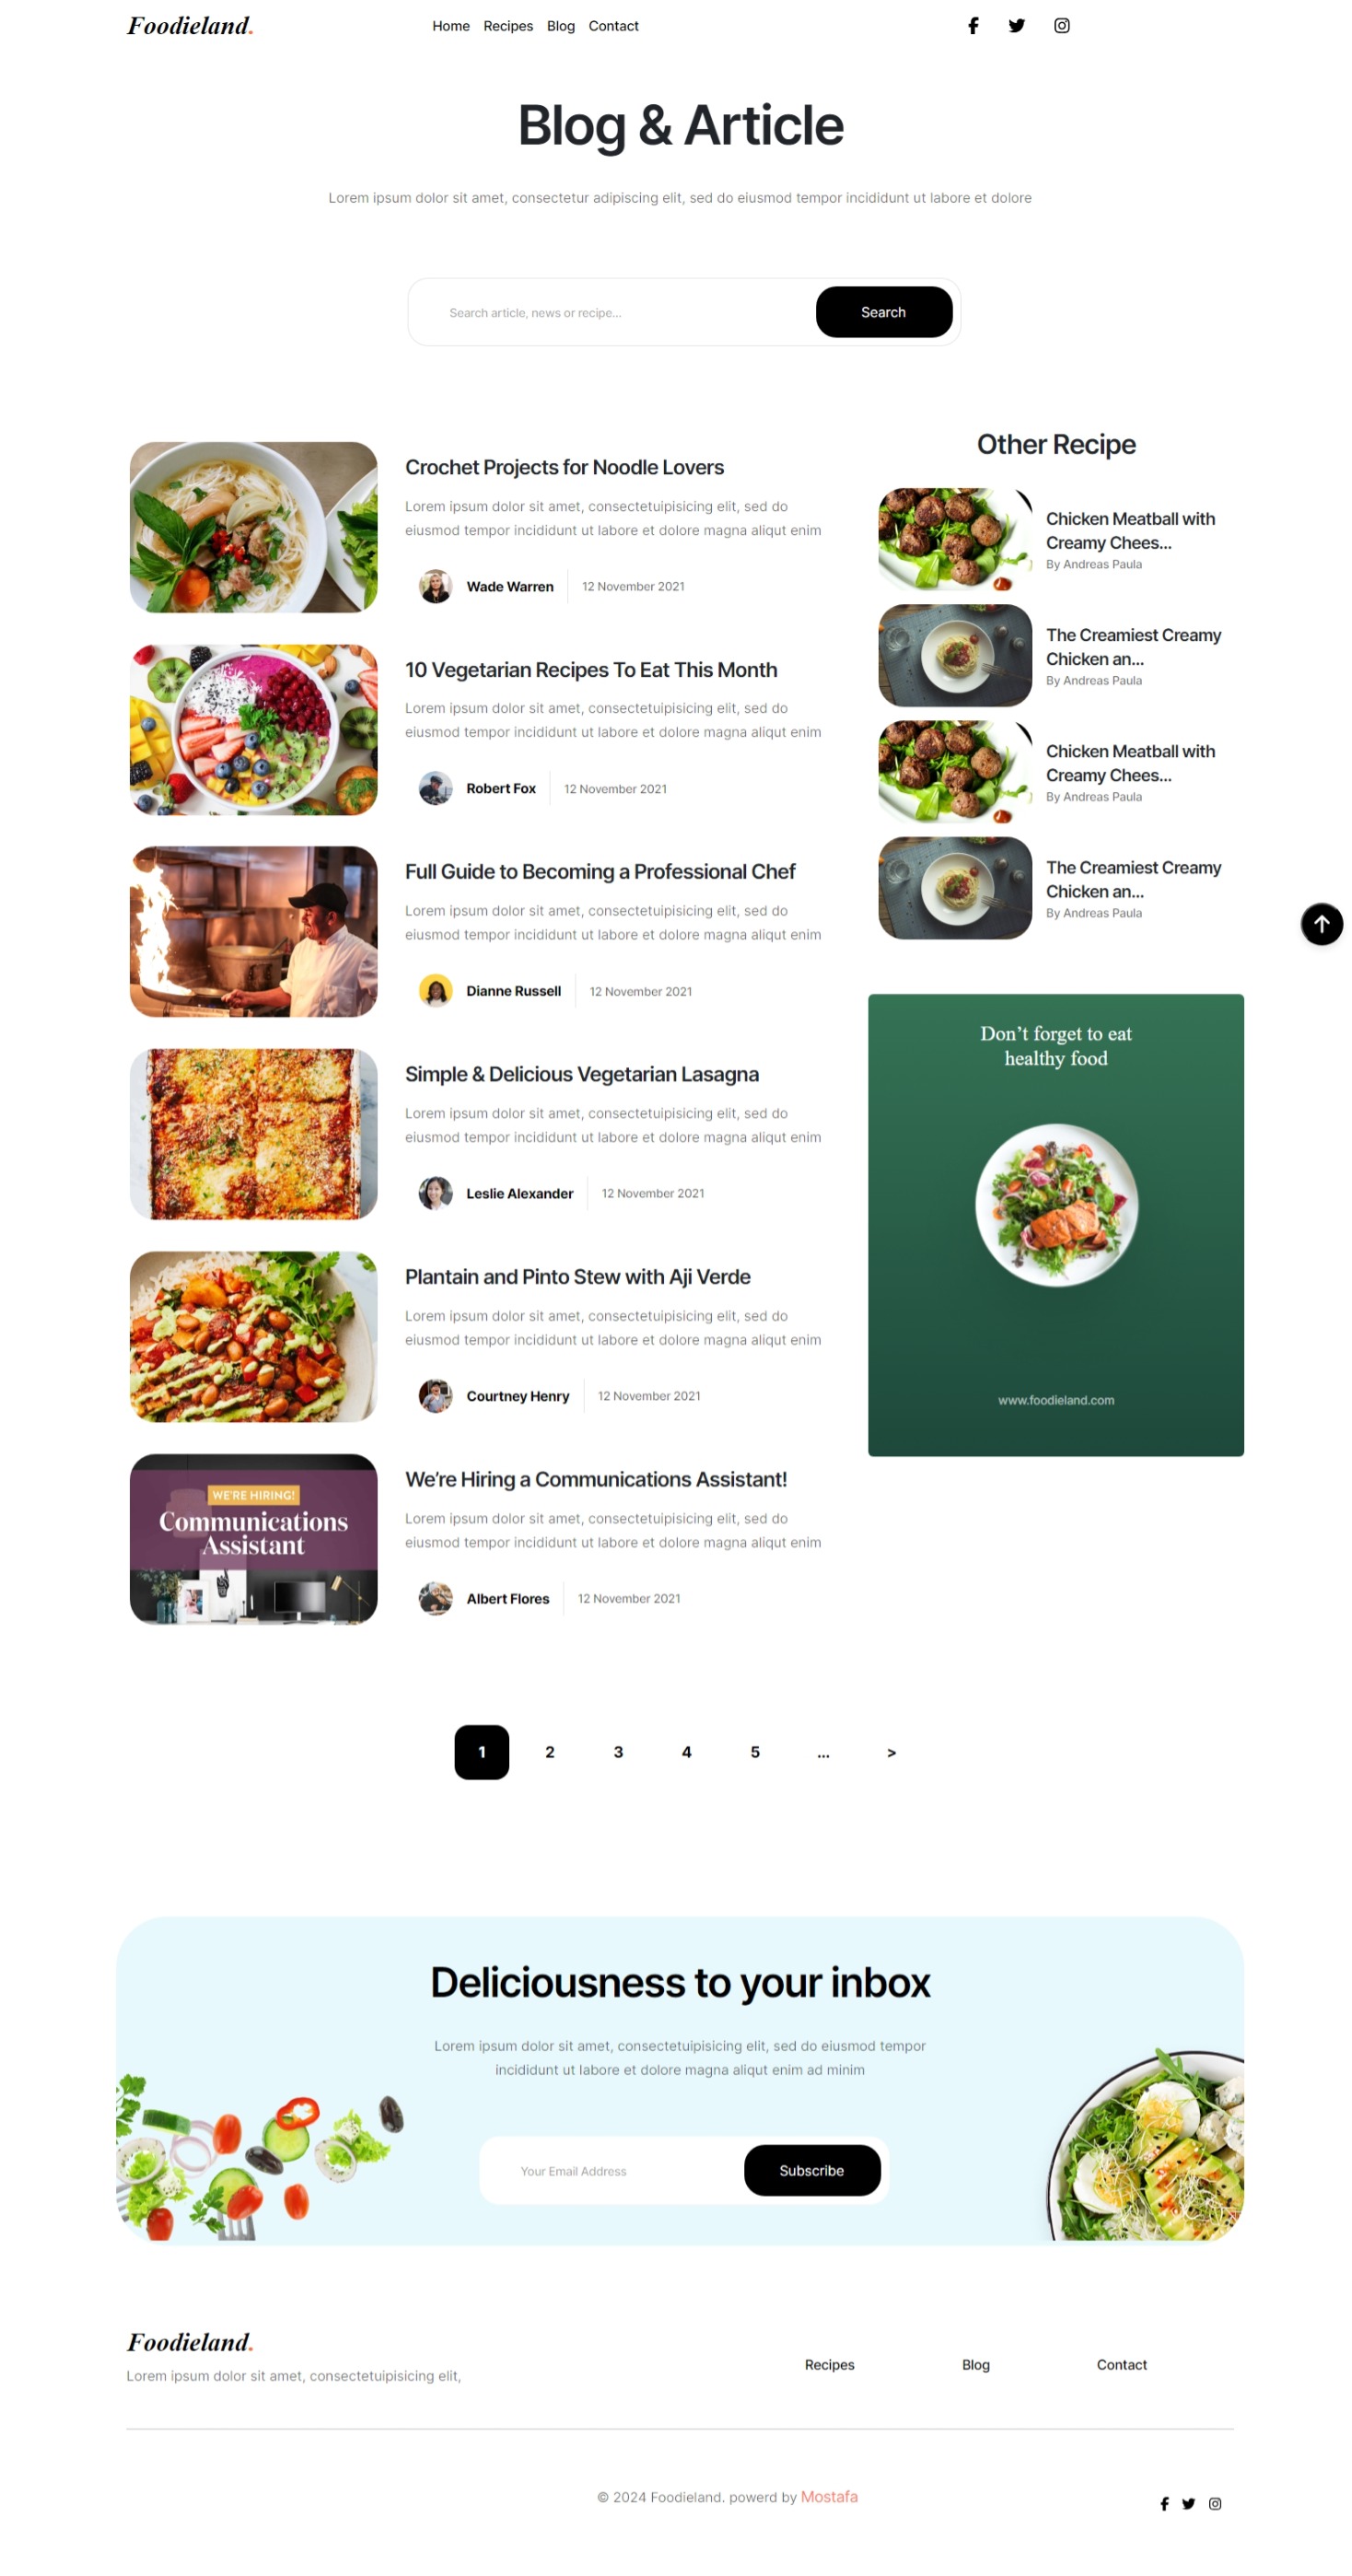 Foodieland.
Home Recipes Blog Contact
Blog & Article
Lorem ipsum dolor sit amet, consectetur adipiscing elit, sed do eiusmod tempor incididunt ut labore et dolore
Search article, news or recipe...
Search
Crochet Projects for Noodle Lovers
Lorem ipsum dolor sit amet, consectetuipisicing elit, sed do
eiusmod tempor incididunt ut labore et dolore magna aliqut enim
Wade Warren
12 November 2021
10 Vegetarian Recipes To Eat This Month
Lorem ipsum dolor sit amet, consectetuipisicing elit, sed do
eiusmod tempor incididunt ut labore et dolore magna aliqut enim
Robert Fox
12 November 2021
Full Guide to Becoming a Professional Chef
Lorem ipsum dolor sit amet, consectetuipisicing elit, sed do
eiusmod tempor incididunt ut labore et dolore magna aliqut enim
Dianne Russell
12 November 2021
Simple & Delicious Vegetarian Lasagna
Lorem ipsum dolor sit amet, consectetuipisicing elit, sed do
eiusmod tempor incididunt ut labore et dolore magna aliqut enim
Leslie Alexander
12 November 2021
Plantain and Pinto Stew with Aji Verde
Lorem ipsum dolor sit amet, consectetuipisicing elit, sed do
eiusmod tempor incididunt ut labore et dolore magna aliqut enim
Courtney Henry
12 November 2021
WE'RE HIRING!
Communications
Assistant
We're Hiring a Communications Assistant!
Lorem ipsum dolor sit amet, consectetuipisicing elit, sed do
eiusmod tempor incididunt ut labore et dolore magna aliqut enim
Albert Flores
12 November 2021
Other Recipe
Chicken Meatball with
Creamy Chees...
By Andreas Paula
The Creamiest Creamy
Chicken an...
By Andreas Paula
Chicken Meatball with
Creamy Chees...
By Andreas Paula
The Creamiest Creamy
Chicken an...
By Andreas Paula
Don't forget to eat
healthy food
www.foodieland.com
1 2 3 4 5 ... >
Deliciousness to your inbox
Lorem ipsum dolor sit amet, consectetuipisicing elit, sed do eiusmod tempor
incididunt ut labore et dolore magna aliqut enim ad minim
Your Email Address
Subscribe
Foodieland.
Lorem ipsum dolor sit amet, consectetuipisicing elit,
Recipes Blog Contact
© 2024 Foodieland. powerd by Mostafa